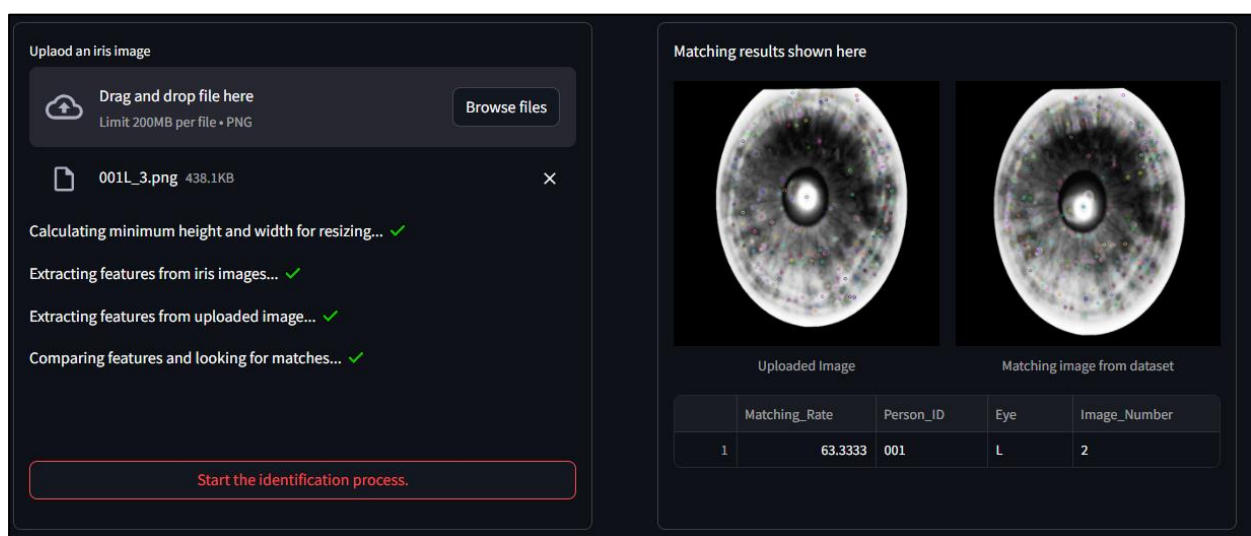 Uplaod an iris image
Drag and drop file here
Limit 200MB per file • PNG
Browse files
001L_3.png 438.1KB
Calculating minimum height and width for resizing... ✓
Extracting features from iris images... ✓
Extracting features from uploaded image... ✓
Comparing features and looking for matches... ✓
Start the identification process.
Matching results shown here
Uploaded Image
Matching image from dataset
Matching_Rate Person_ID Eye Image_Number
1 63.3333 001 L 2